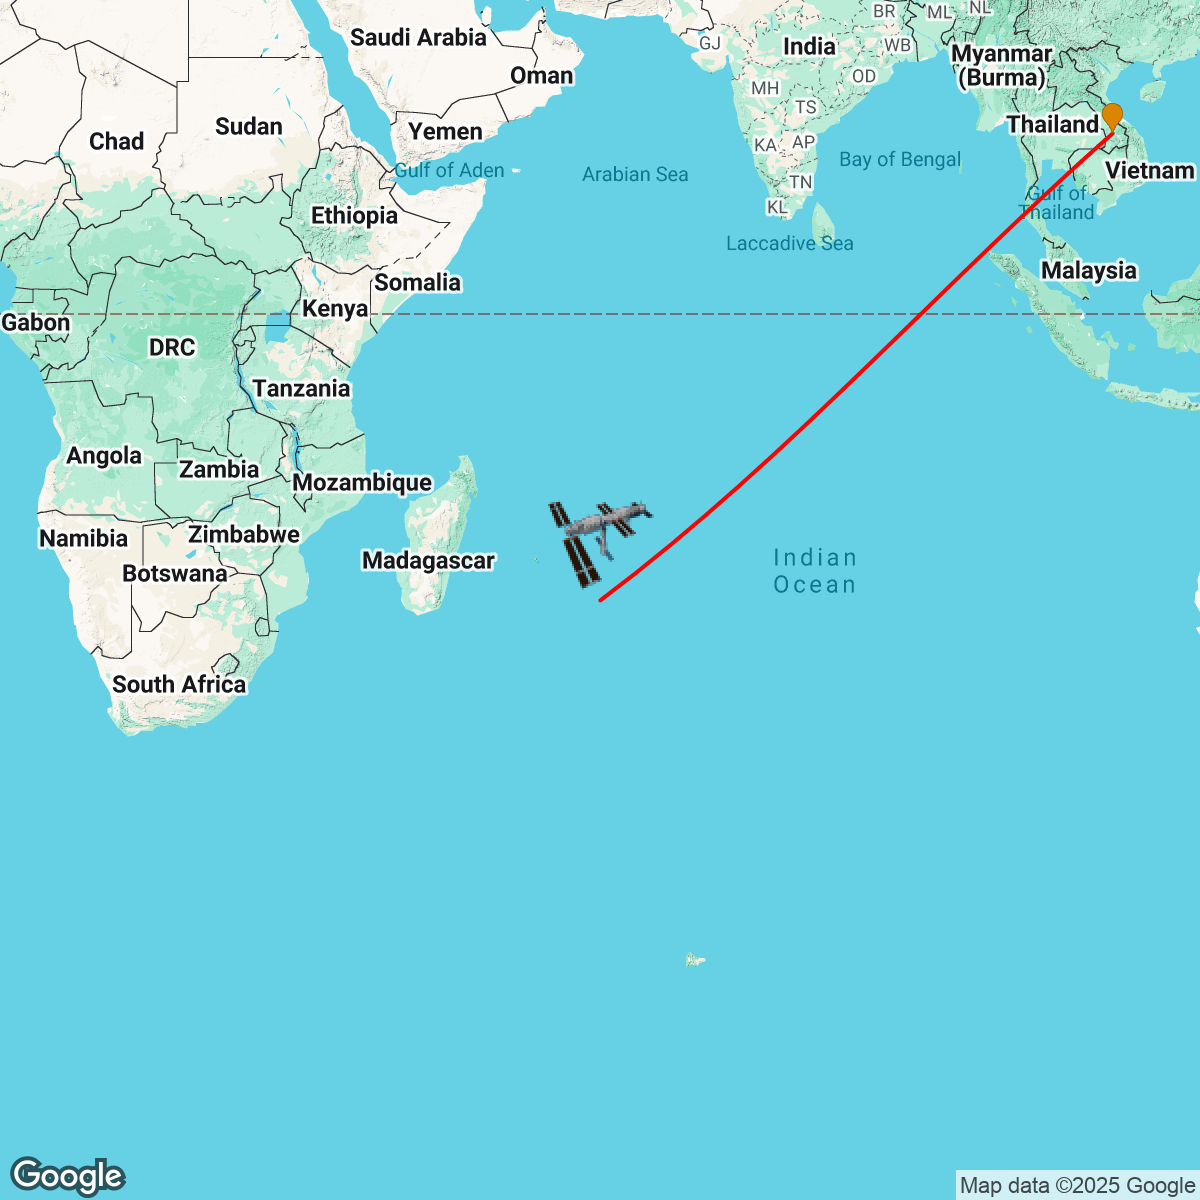 BR
ML
NL
Saudi Arabia
GJ
India
WB
Myanmar
(Burma)
Oman
OD
MH
TS
Chad
Sudan
Yemen
Thailand
KA
AP
Bay of Bengal
Gulf of Aden
Arabian Sea
Vietnam
TN
Gulf of
Thailand
KL
Ethiopia
Laccadive Sea
Malaysia
Somalia
Kenya
Gabon
DRC
Tanzania
Angola
Zambia
Mozambique
Namibia
Zimbabwe
Madagascar
Indian
Ocean
Botswana
South Africa
Google
Map data ©2025 Google